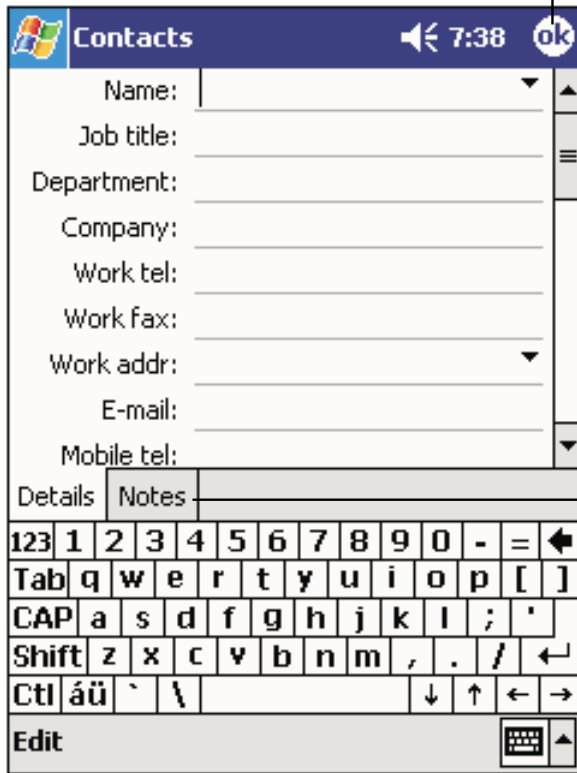 Contacts 7:38 ok
Name:
Job title:
Department:
Company:
Work tel:
Work fax:
Work addr:
E-mail:
Mobile tel:
Details Notes
123 1 2 3 4 5 6 7 8 9 0 - = 🡸
Tab q w e r t y u i o p [ ]
CAP a s d f g h j k l ; '
Shift z x c v b n m , . / ↵
Ctl áü ` \ ↓ ↑ ← →
Edit